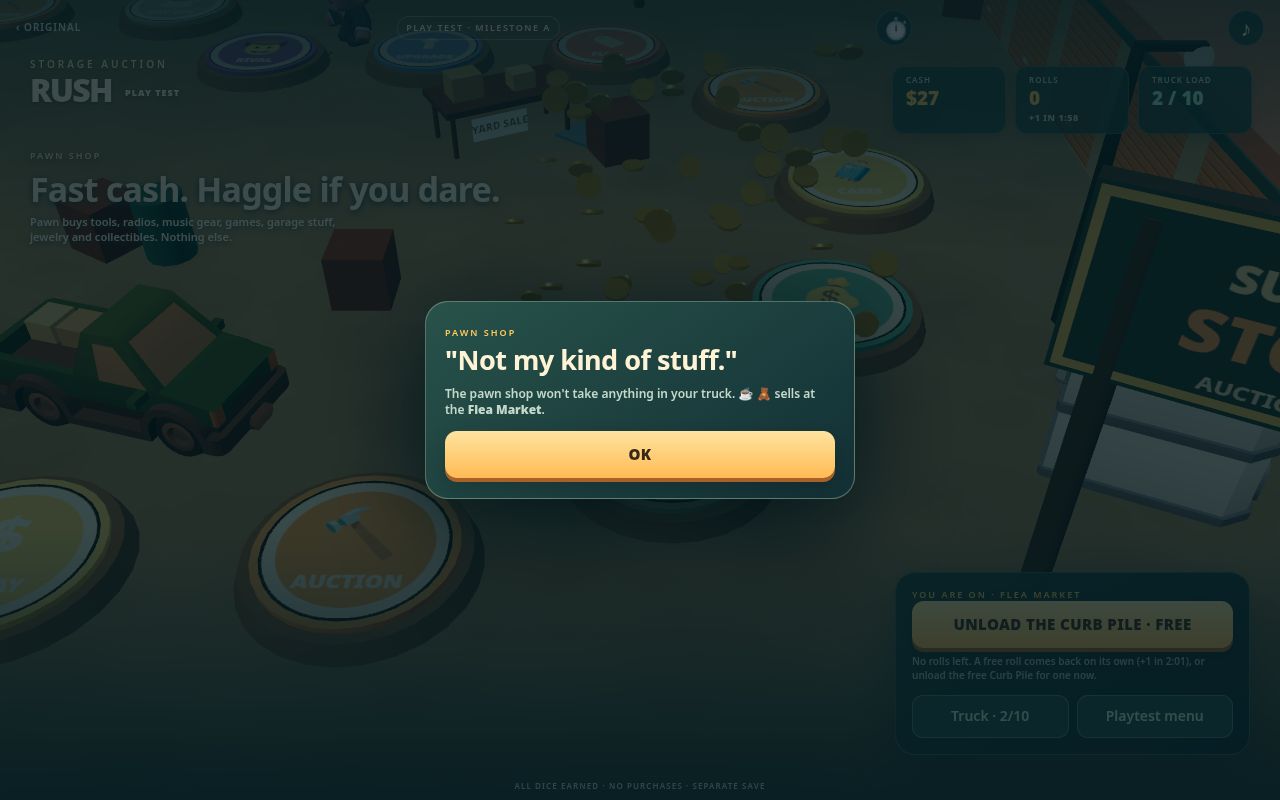 ‹ ORIGINAL
PLAY TEST · MILESTONE A
STORAGE AUCTION
RUSH PLAY TEST
CASH
$27
ROLLS
0
+1 IN 1:58
TRUCK LOAD
2 / 10
PAWN SHOP
Fast cash. Haggle if you dare.
Pawn buys tools, radios, music gear, games, garage stuff,
jewelry and collectibles. Nothing else.
RIVAL
YARD SALE
AUCTION
PAWN SHOP
"Not my kind of stuff."
The pawn shop won't take anything in your truck. ☕ 🧸 sells at
the Flea Market.
OK
STO
AUCTIO
AUCTION
YOU ARE ON · FLEA MARKET
UNLOAD THE CURB PILE · FREE
No rolls left. A free roll comes back on its own (+1 in 2:01), or
unload the free Curb Pile for one now.
Truck · 2/10
Playtest menu
ALL DICE EARNED · NO PURCHASES · SEPARATE SAVE